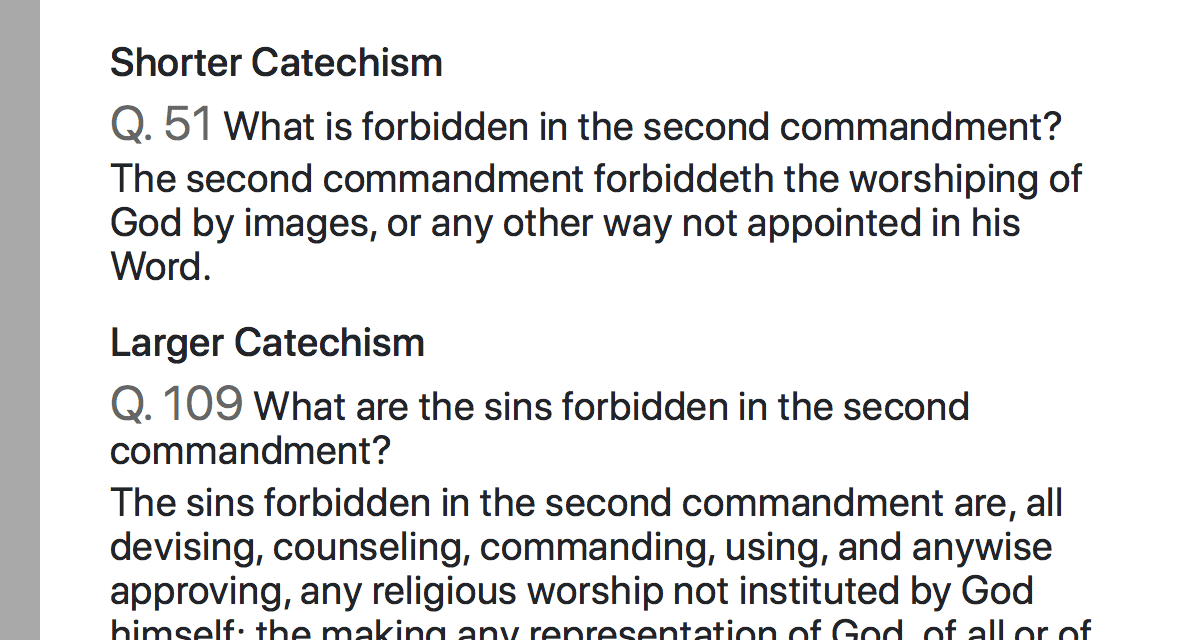 Shorter Catechism
Q. 51 What is forbidden in the second commandment?
The second commandment forbiddeth the worshiping of
God by images, or any other way not appointed in his
Word.
Larger Catechism
Q. 109 What are the sins forbidden in the second
commandment?
The sins forbidden in the second commandment are, all
devising, counseling, commanding, using, and anywise
approving, any religious worship not instituted by God
himself; the making any representation of God, of all or of